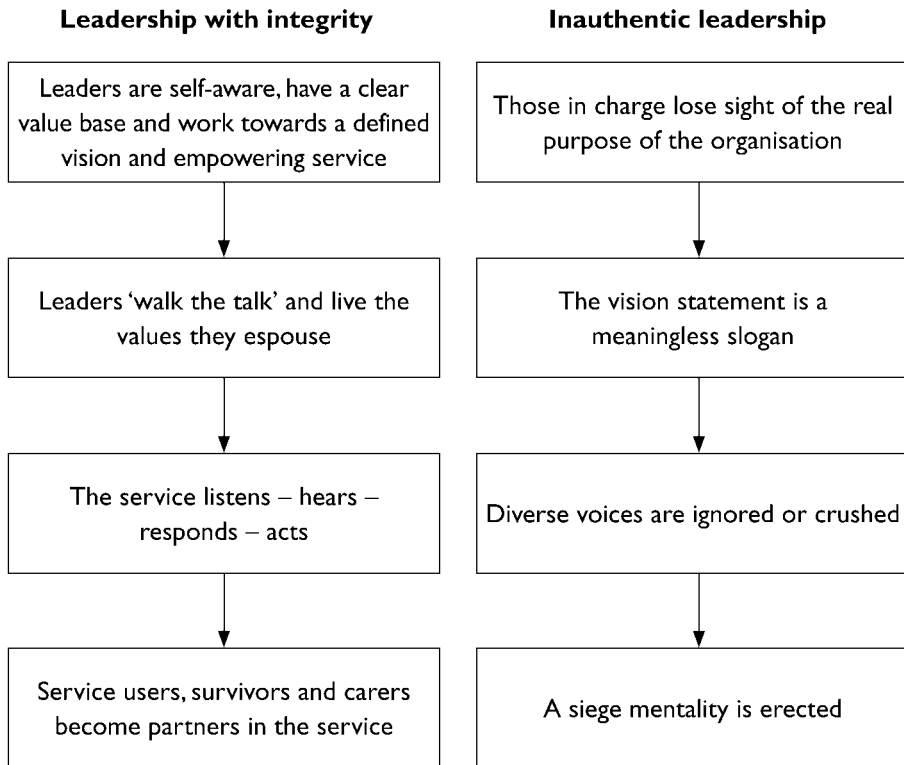 Leadership with integrity
Leaders are self-aware, have a clear
value base and work towards a defined
vision and empowering service
Leaders ‘walk the talk’ and live the
values they espouse
The service listens – hears –
responds – acts
Service users, survivors and carers
become partners in the service
Inauthentic leadership
Those in charge lose sight of the real
purpose of the organisation
The vision statement is a
meaningless slogan
Diverse voices are ignored or crushed
A siege mentality is erected